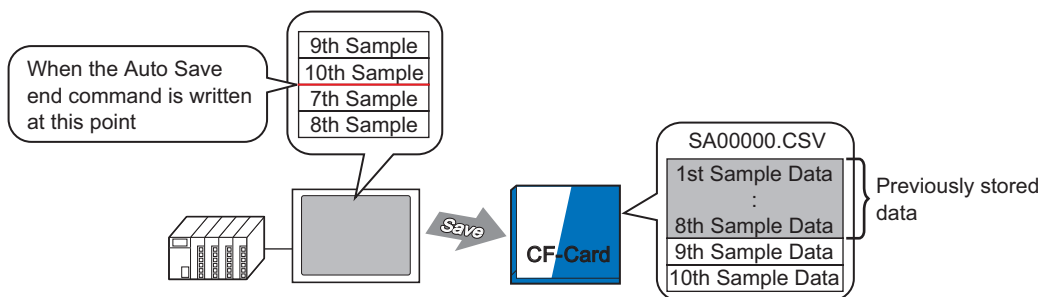 When the Auto Save
end command is written
at this point
9th Sample
10th Sample
7th Sample
8th Sample
Save
CF-Card
SA00000.CSV
1st Sample Data
:
8th Sample Data
9th Sample Data
10th Sample Data
Previously stored
data